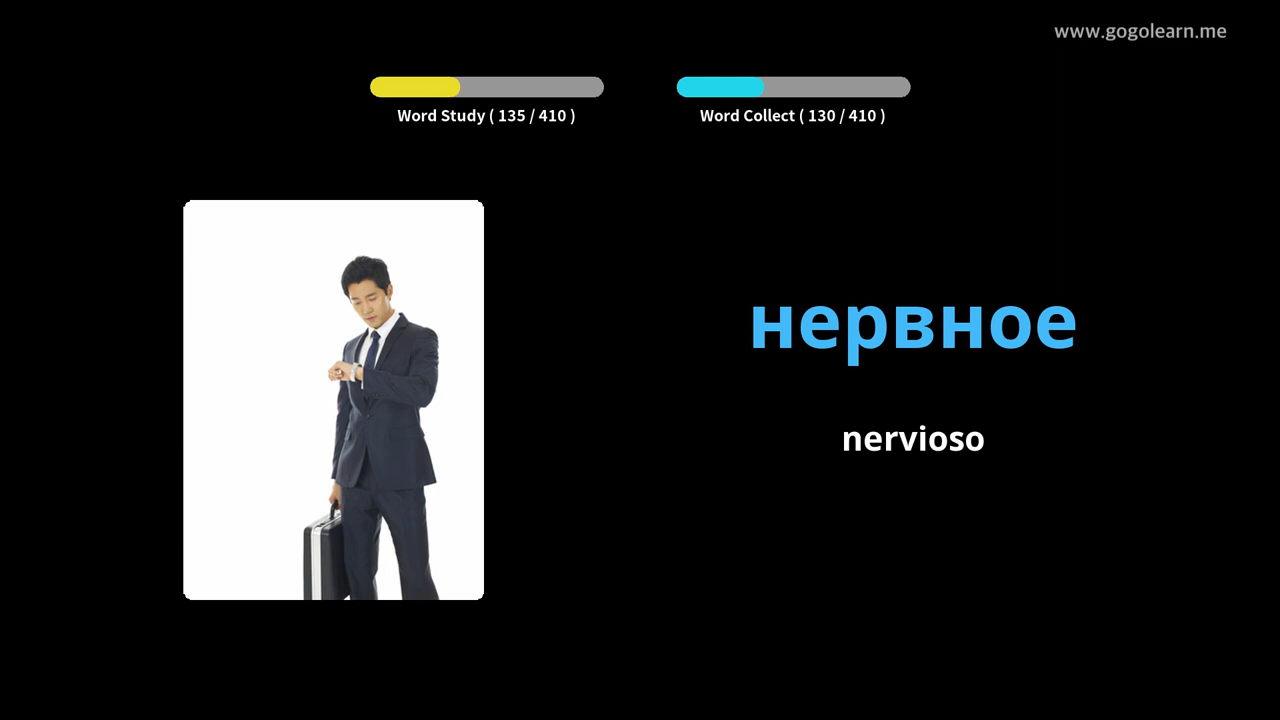 www.gogolearn.me
Word Study ( 135 / 410 )
Word Collect ( 130 / 410 )
нервное
nervioso